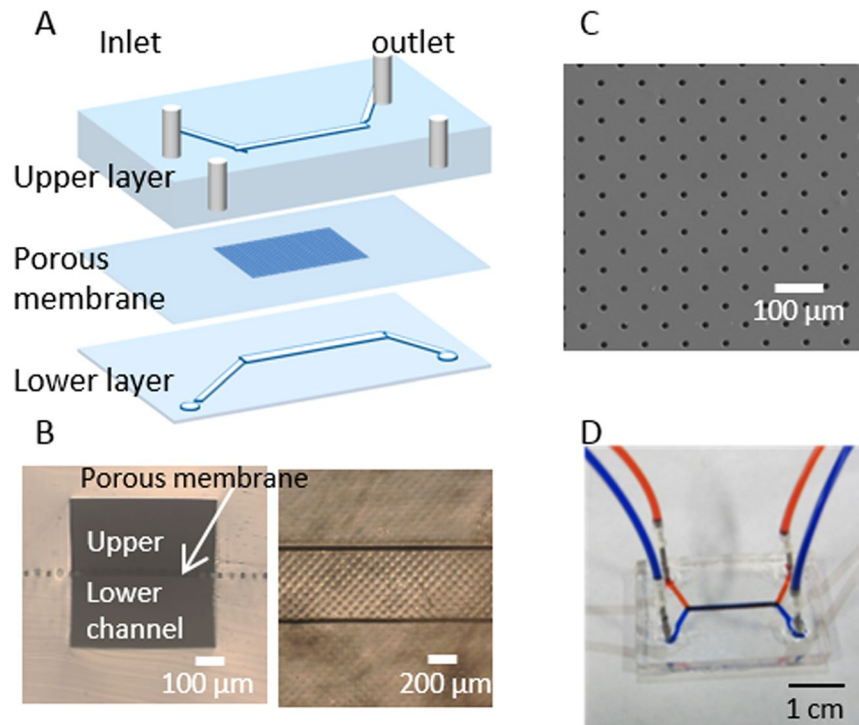 A
Inlet
outlet
Upper layer
Porous
membrane
Lower layer
B
Porous membrane
Upper
Lower
channel
100 μm
200 μm
C
100 μm
D
1 cm